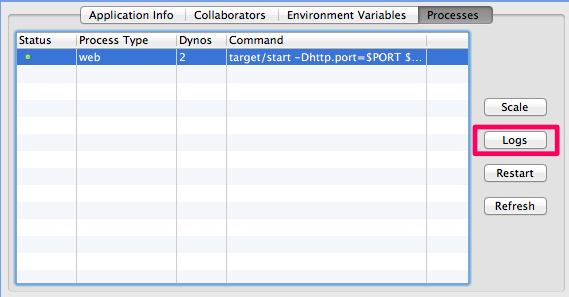 Application Info Collaborators Environment Variables Processes
Status Process Type Dynos Command
web 2 target/start -Dhttp.port=$PORT $...
Scale
Logs
Restart
Refresh